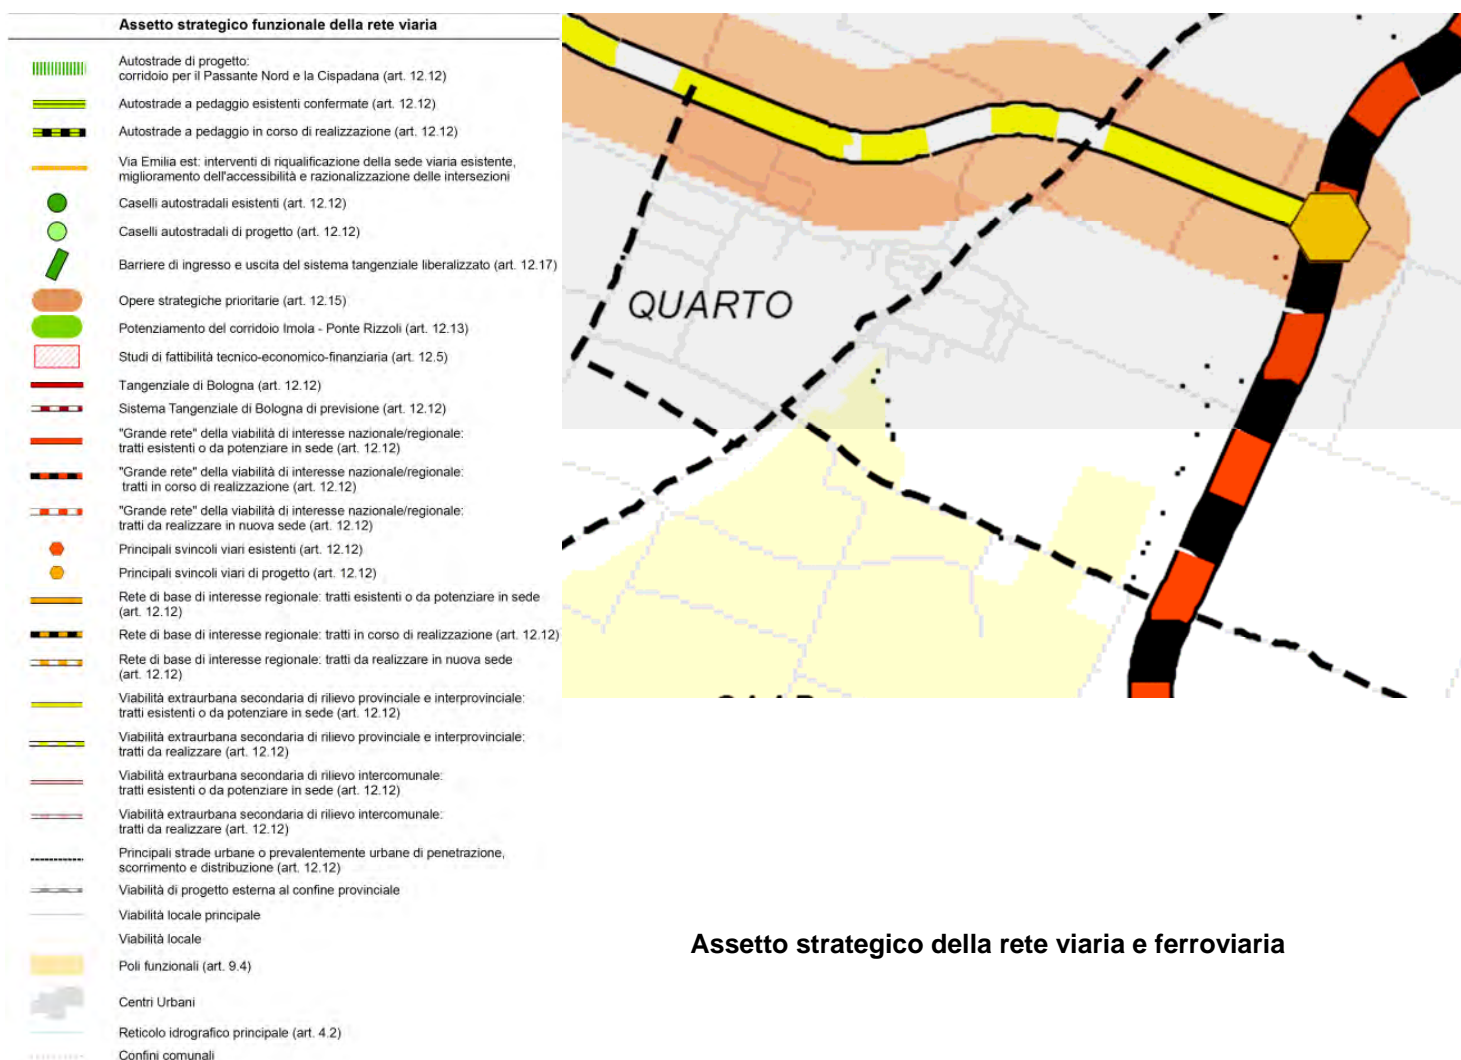 Assetto strategico funzionale della rete viaria
Autostrade di progetto:
corridoio per il Passante Nord e la Cispadana (art. 12.12)
Autostrade a pedaggio esistenti confermate (art. 12.12)
Autostrade a pedaggio in corso di realizzazione (art. 12.12)
Via Emilia est: interventi di riqualificazione della sede viaria esistente,
miglioramento dell'accessibilità e razionalizzazione delle intersezioni
Caselli autostradali esistenti (art. 12.12)
Caselli autostradali di progetto (art. 12.12)
Barriere di ingresso e uscita del sistema tangenziale liberalizzato (art. 12.17)
Opere strategiche prioritarie (art. 12.15)
Potenziamento del corridoio Imola - Ponte Rizzoli (art. 12.13)
Studi di fattibilità tecnico-economico-finanziaria (art. 12.5)
Tangenziale di Bologna (art. 12.12)
Sistema Tangenziale di Bologna di previsione (art. 12.12)
"Grande rete" della viabilità di interesse nazionale/regionale:
tratti esistenti o da potenziare in sede (art. 12.12)
"Grande rete" della viabilità di interesse nazionale/regionale:
tratti in corso di realizzazione (art. 12.12)
"Grande rete" della viabilità di interesse nazionale/regionale:
tratti da realizzare in nuova sede (art. 12.12)
Principali svincoli viari esistenti (art. 12.12)
Principali svincoli viari di progetto (art. 12.12)
Rete di base di interesse regionale: tratti esistenti o da potenziare in sede
(art. 12.12)
Rete di base di interesse regionale: tratti in corso di realizzazione (art. 12.12)
Rete di base di interesse regionale: tratti da realizzare in nuova sede
(art. 12.12)
Viabilità extraurbana secondaria di rilievo provinciale e interprovinciale:
tratti esistenti o da potenziare in sede (art. 12.12)
Viabilità extraurbana secondaria di rilievo provinciale e interprovinciale:
tratti da realizzare (art. 12.12)
Viabilità extraurbana secondaria di rilievo intercomunale:
tratti esistenti o da potenziare in sede (art. 12.12)
Viabilità extraurbana secondaria di rilievo intercomunale:
tratti da realizzare (art. 12.12)
Principali strade urbane o prevalentemente urbane di penetrazione,
scorrimento e distribuzione (art. 12.12)
Viabilità di progetto esterna al confine provinciale
Viabilità locale principale
Viabilità locale
Poli funzionali (art. 9.4)
Centri Urbani
Reticolo idrografico principale (art. 4.2)
Confini comunali
QUARTO
Assetto strategico della rete viaria e ferroviaria